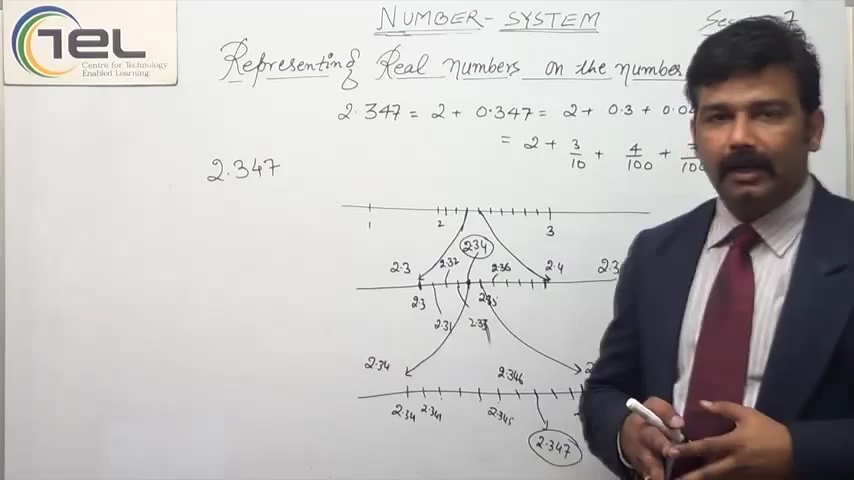 TEL
Centre for Technology
Enabled Learning
NUMBER-SYSTEM
7
Representing Real Numbers on the number
2.347 = 2 + 0.347 = 2 + 0.3 + 0.04
= 2 + 3/10 + 4/100 +
2.347
1 2 3
2.3 2.32 2.34 2.36 2.4
2.3 2.35
2.31 2.33
2.34 2.346
2.34 2.341 2.345
2.347